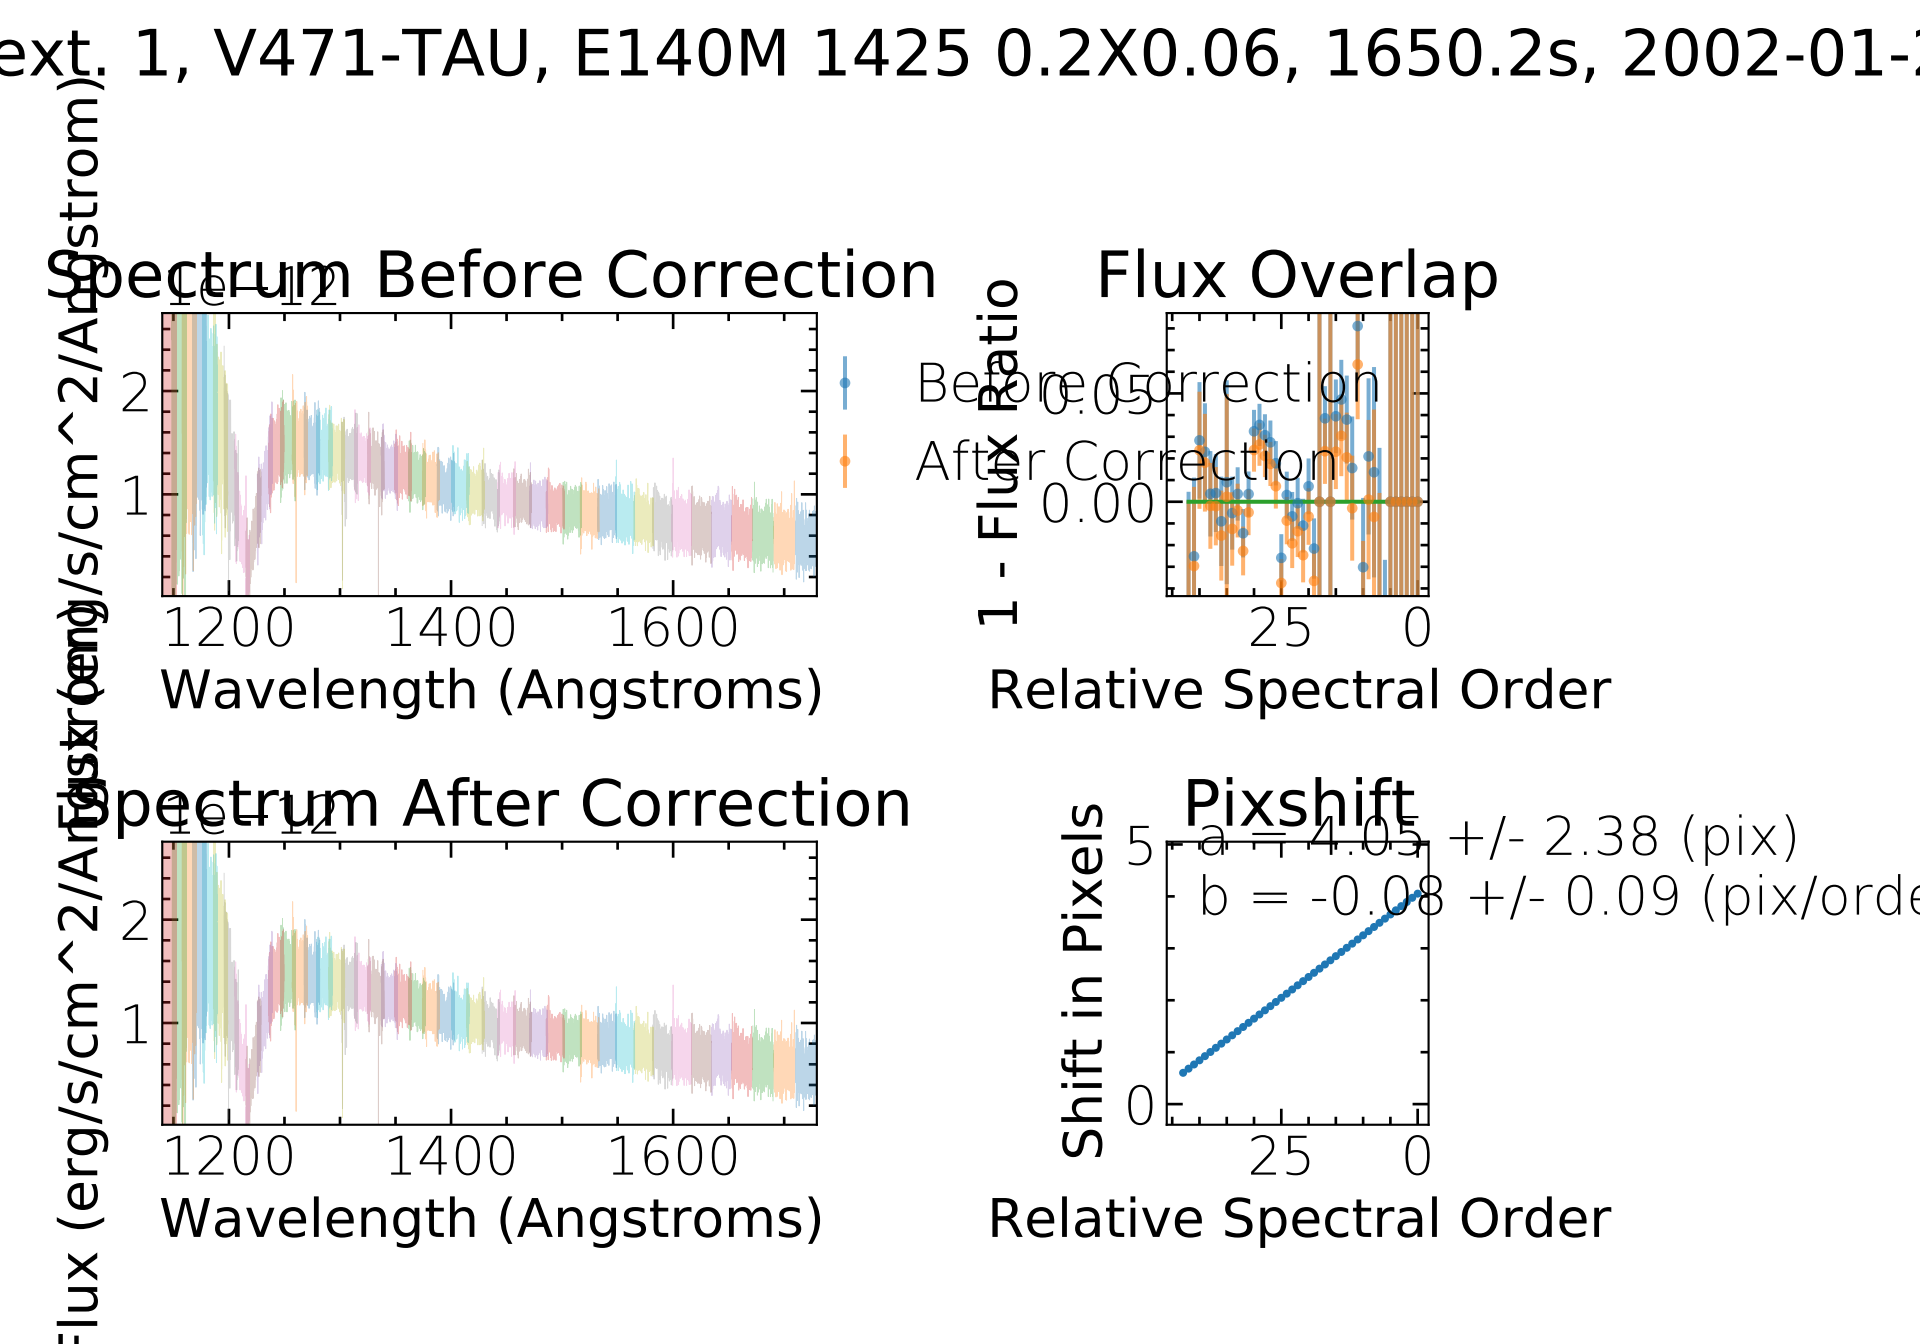 ext. 1, V471-TAU, E140M 1425 0.2X0.06, 1650.2s, 2002-01-2
Spectrum Before Correction
1e−12
Flux (erg/s/cm^2/Angstrom)
2
1
1200 1400 1600
Wavelength (Angstroms)
Before Correction
After Correction
Flux Overlap
1 - Flux Ratio
0.05
0.00
25 0
Relative Spectral Order
Spectrum After Correction
1e−12
Flux (erg/s/cm^2/Angstrom)
2
1
1200 1400 1600
Wavelength (Angstroms)
Pixshift
a = 4.05 +/- 2.38 (pix)
b = -0.08 +/- 0.09 (pix/orde
Shift in Pixels
5
0
25 0
Relative Spectral Order